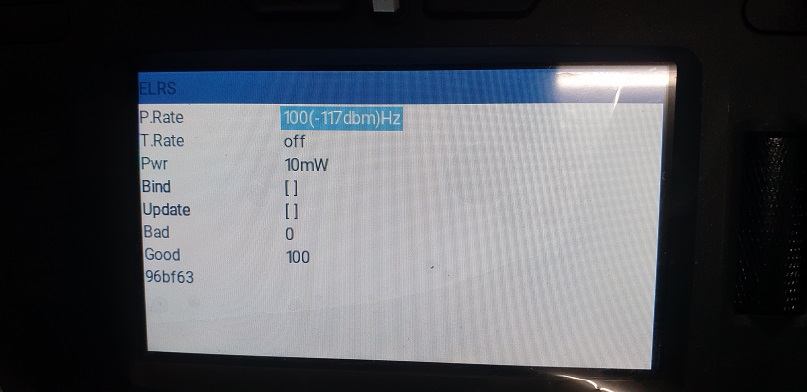 ELRS
P.Rate 100(-117dbm)Hz
T.Rate off
Pwr 10mW
Bind [ ]
Update [ ]
Bad 0
Good 100
96bf63